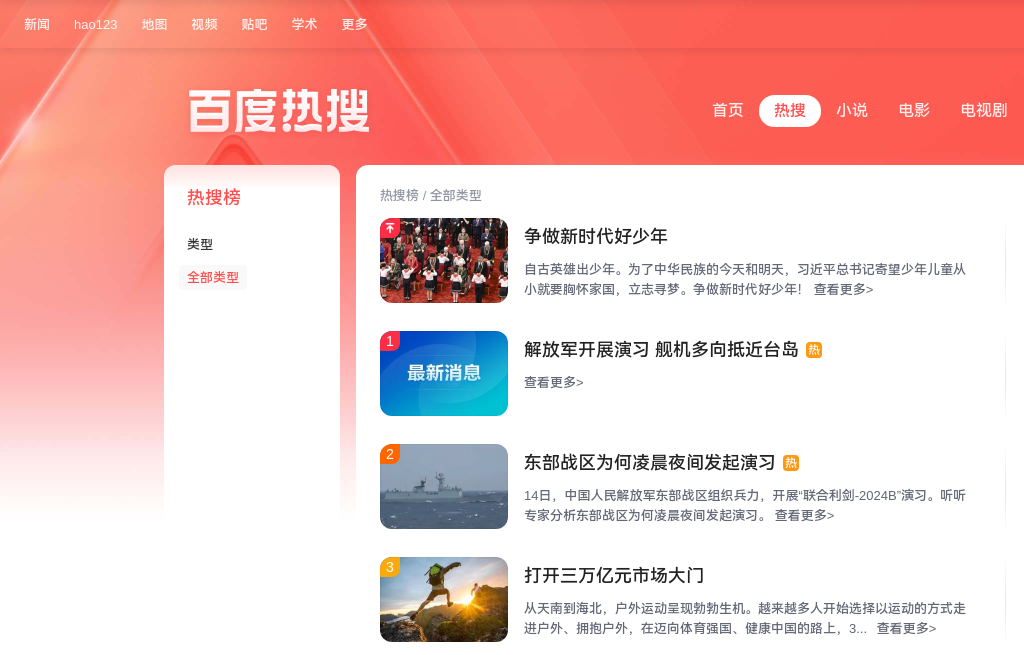 新闻 hao123 地图 视频 贴吧 学术 更多
百度热搜
首页 热搜 小说 电影 电视剧
热搜榜
类型
全部类型
热搜榜 / 全部类型
争做新时代好少年
自古英雄出少年。为了中华民族的今天和明天，习近平总书记寄望少年儿童从
小就要胸怀家国，立志寻梦。争做新时代好少年！ 查看更多>
1
最新消息
解放军开展演习 舰机多向抵近台岛 热
查看更多>
2
东部战区为何凌晨夜间发起演习 热
14日，中国人民解放军东部战区组织兵力，开展“联合利剑-2024B”演习。听听
专家分析东部战区为何凌晨夜间发起演习。 查看更多>
3
打开三万亿元市场大门
从天南到海北，户外运动呈现勃勃生机。越来越多人开始选择以运动的方式走
进户外、拥抱户外，在迈向体育强国、健康中国的路上，3... 查看更多>